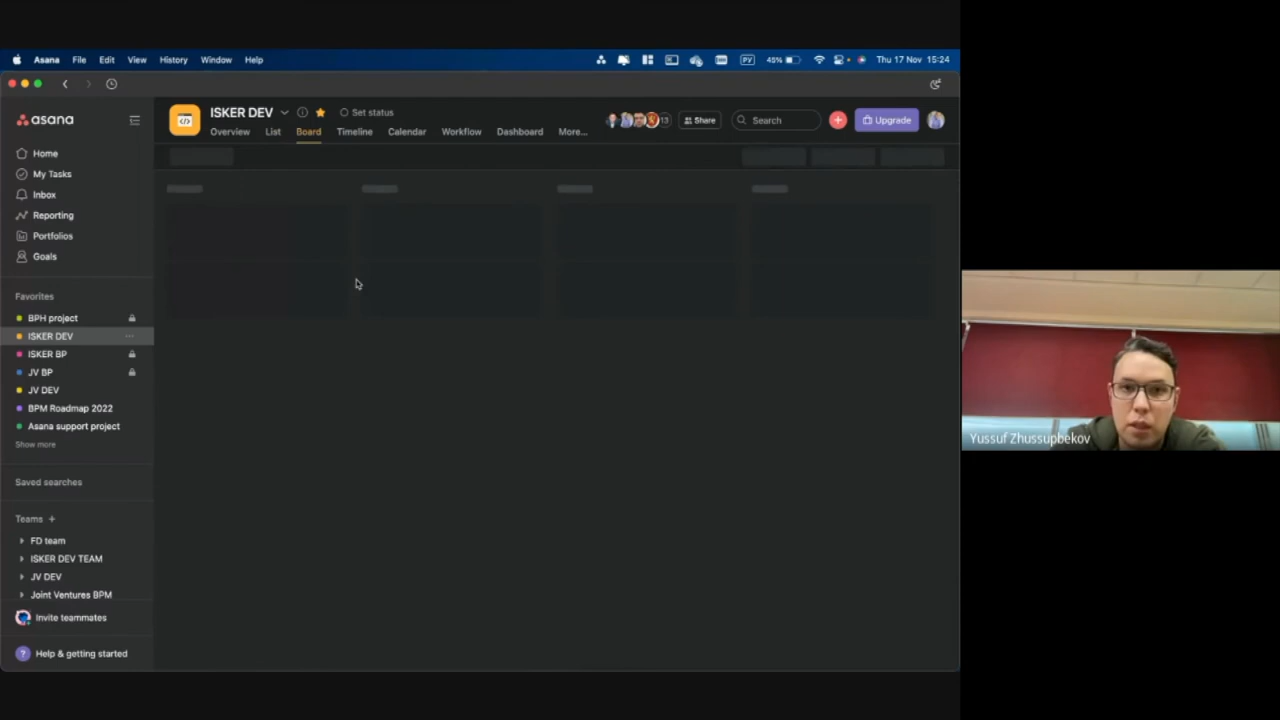 Asana File Edit View History Window Help PV 45% Thu 17 Nov 15:24
asana
Home
My Tasks
Inbox
Reporting
Portfolios
Goals
Favorites
BPH project
ISKER DEV
ISKER BP
JV BP
JV DEV
BPM Roadmap 2022
Asana support project
Show more
Saved searches
Teams +
FD team
ISKER DEV TEAM
JV DEV
Joint Ventures BPM
Invite teammates
? Help & getting started
ISKER DEV Set status
Overview List Board Timeline Calendar Workflow Dashboard More...
13 Share Search Upgrade
Yussuf Zhussupbekov